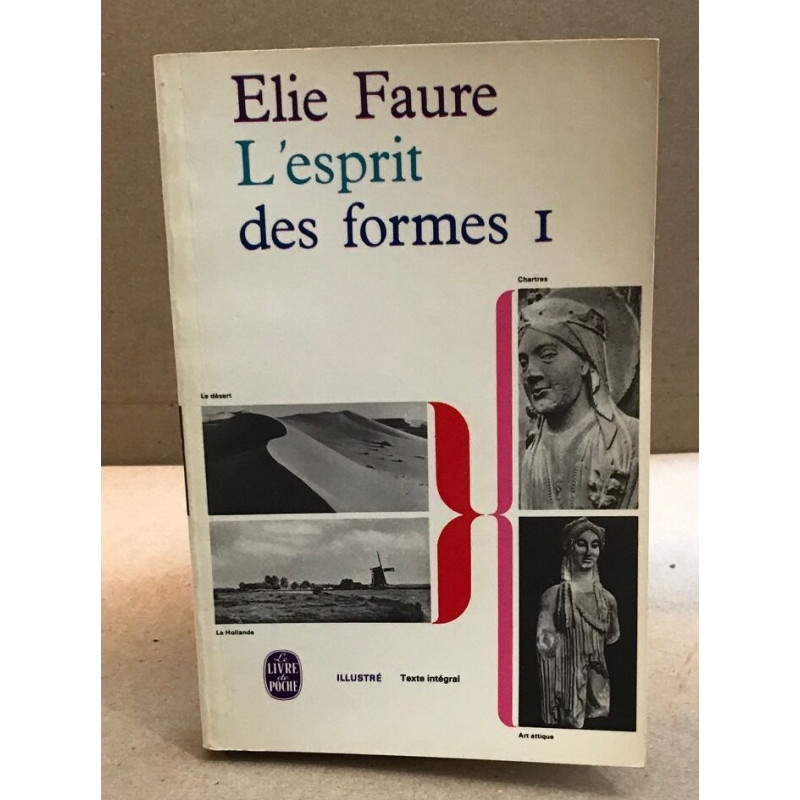 Elie Faure
L'esprit
des formes I
Chartres
Le désert
La Hollande
Le
LIVRE
de
POCHE
ILLUSTRÉ Texte intégral
Art attique